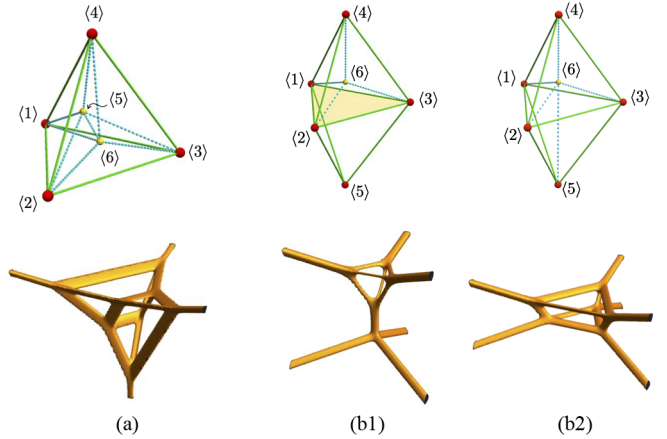 ⟨4⟩ ⟨4⟩ ⟨4⟩
⟨1⟩ ⟨5⟩ ⟨1⟩ ⟨6⟩ ⟨1⟩ ⟨6⟩
⟨6⟩ ⟨3⟩ ⟨2⟩ ⟨3⟩ ⟨2⟩ ⟨3⟩
⟨2⟩ ⟨5⟩ ⟨5⟩
(a) (b1) (b2)